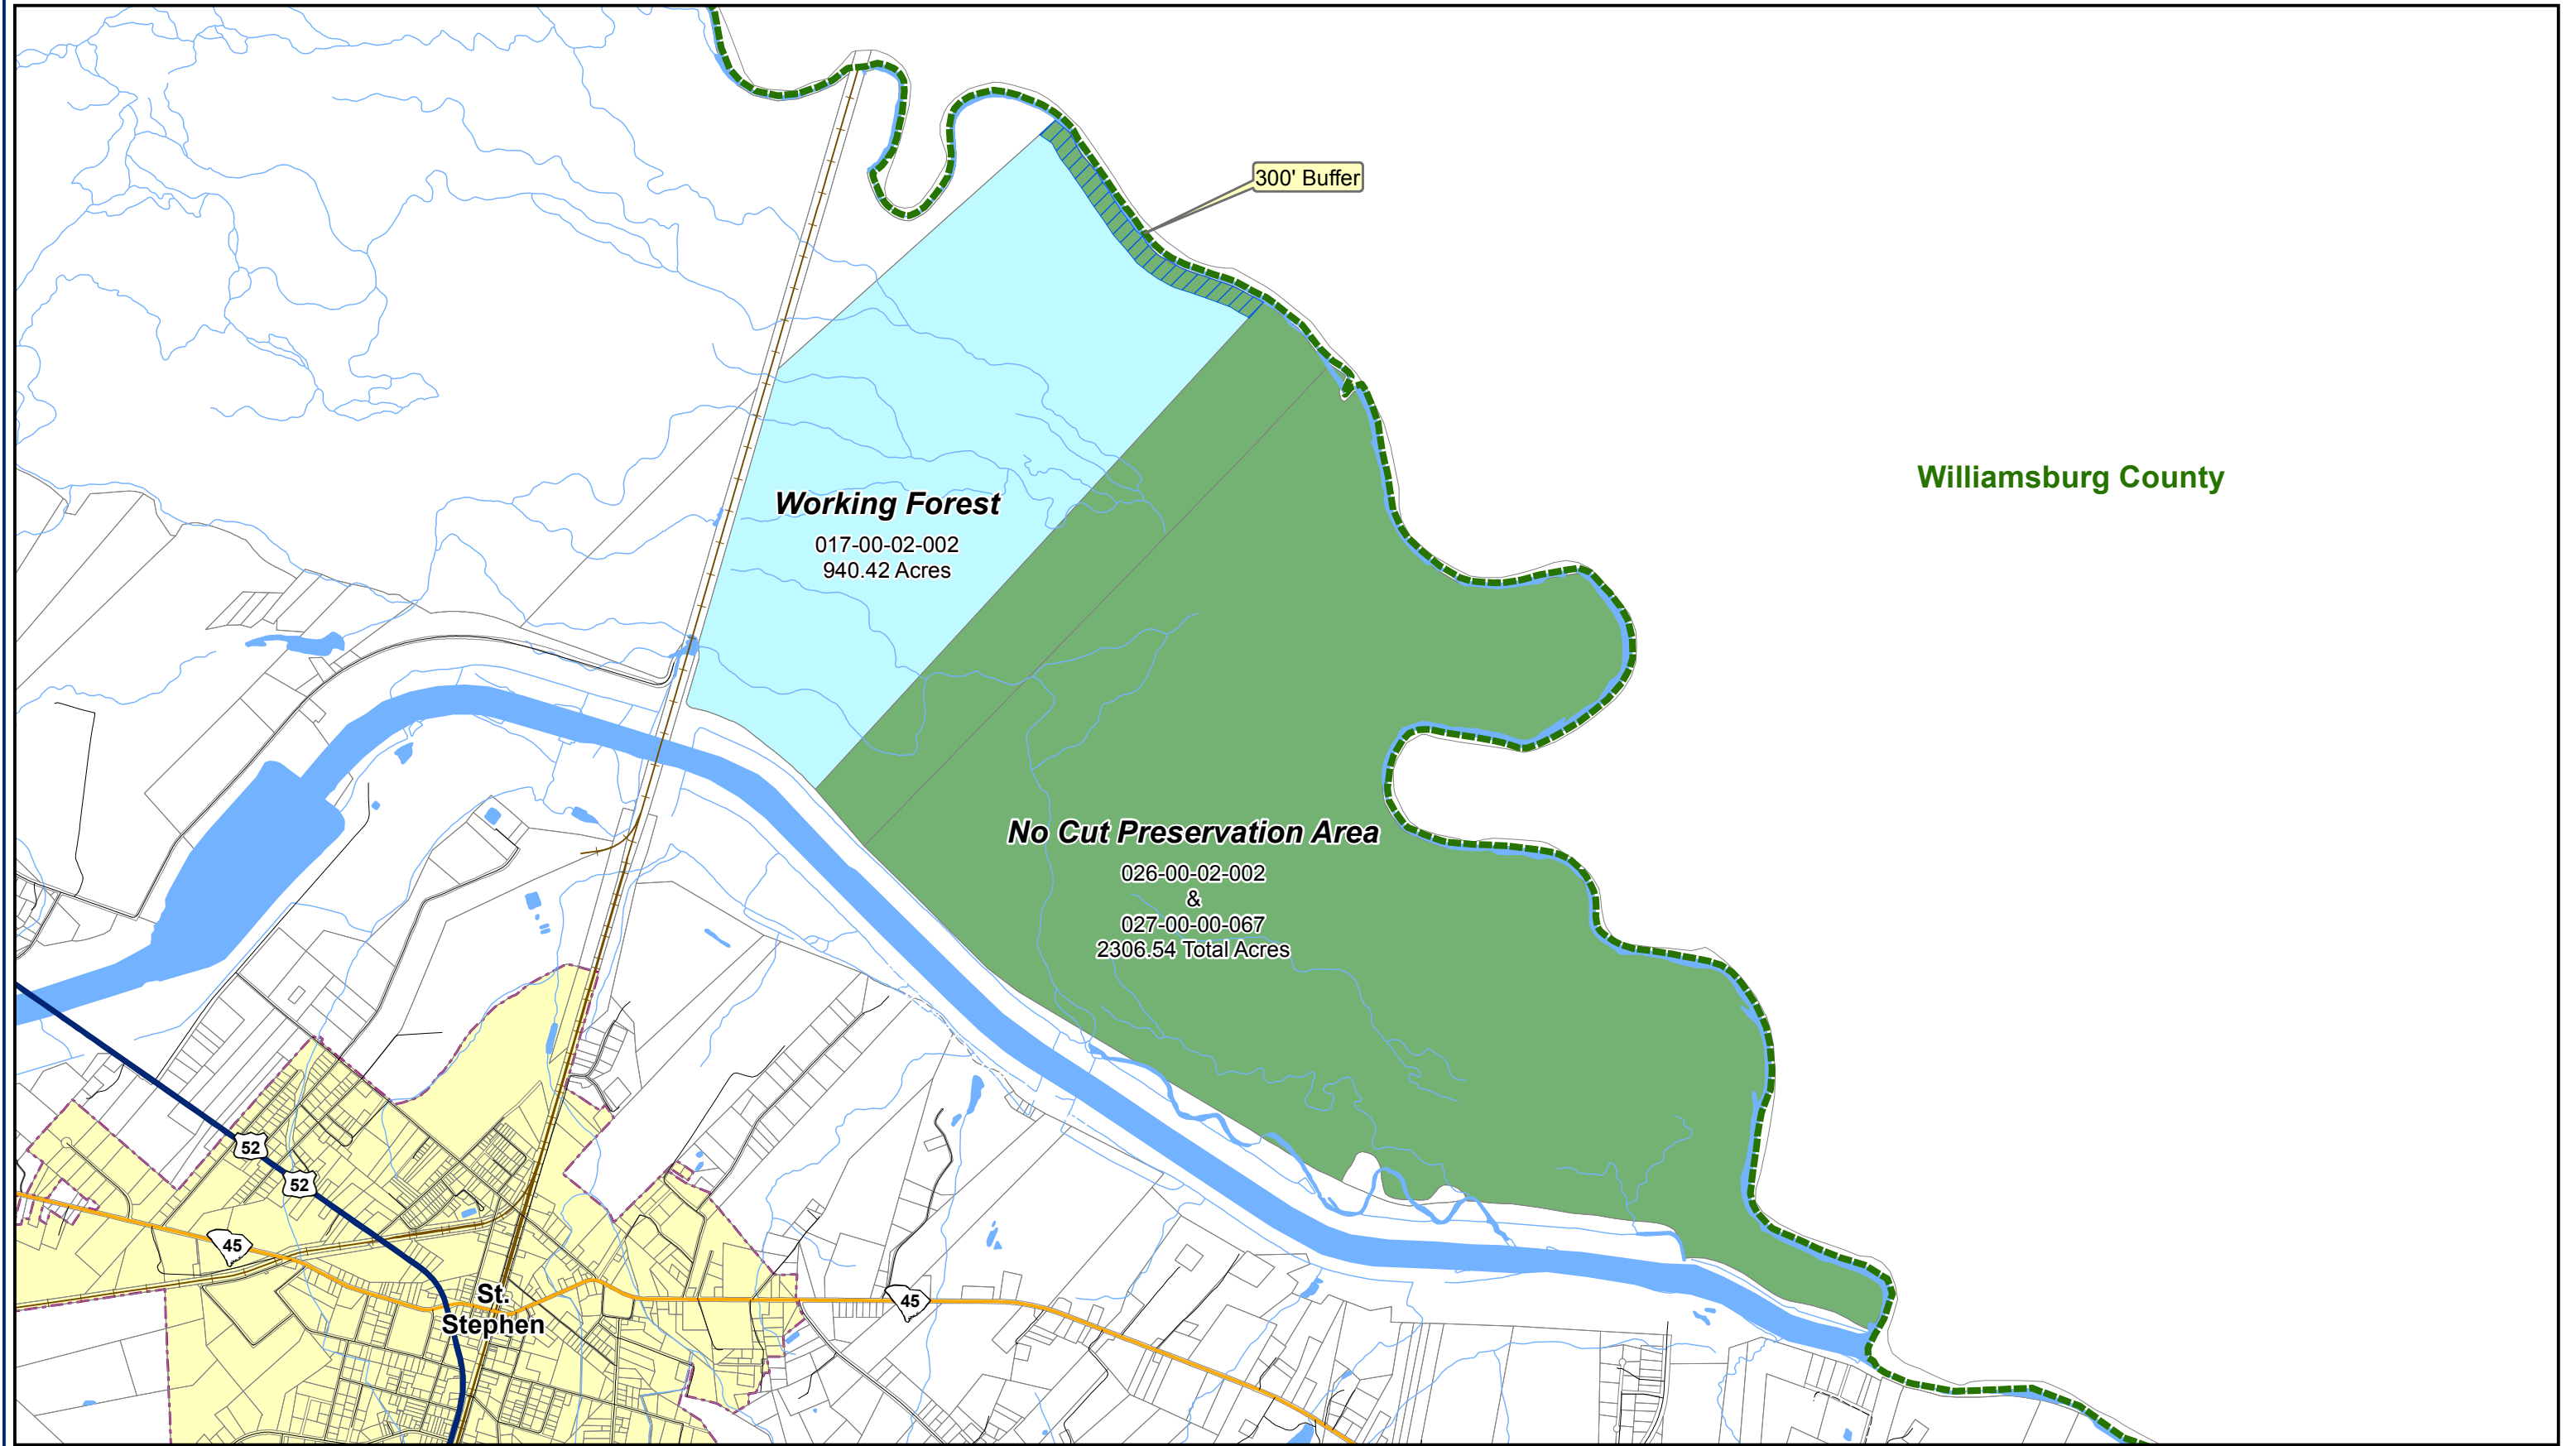 300' Buffer
Williamsburg County
Working Forest
017-00-02-002
940.42 Acres
No Cut Preservation Area
026-00-02-002
&
027-00-00-067
2306.54 Total Acres
52
52
45
45
St.
Stephen